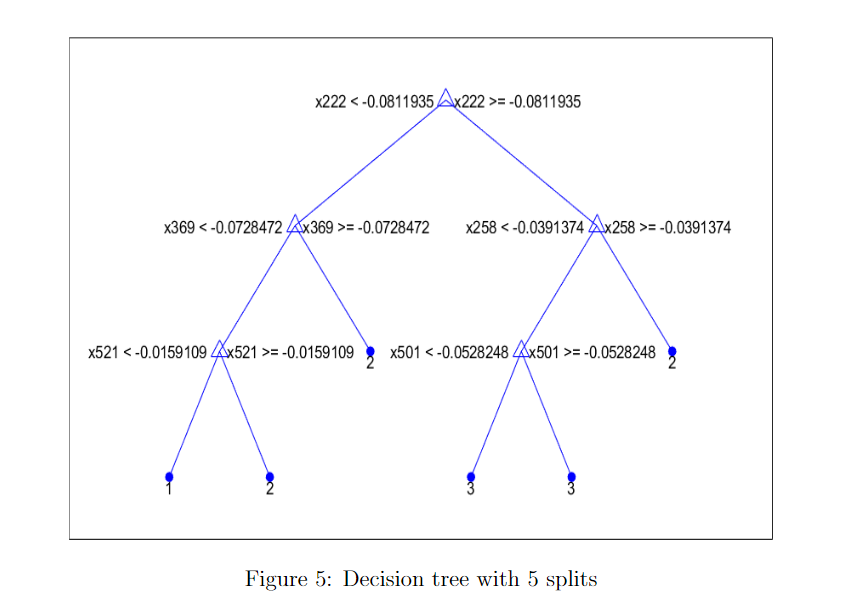 x222 < -0.0811935 x222 >= -0.0811935
x369 < -0.0728472 x369 >= -0.0728472 x258 < -0.0391374 x258 >= -0.0391374
x521 < -0.0159109 x521 >= -0.0159109 2 x501 < -0.0528248 x501 >= -0.0528248 2
1 2 3 3
Figure 5: Decision tree with 5 splits